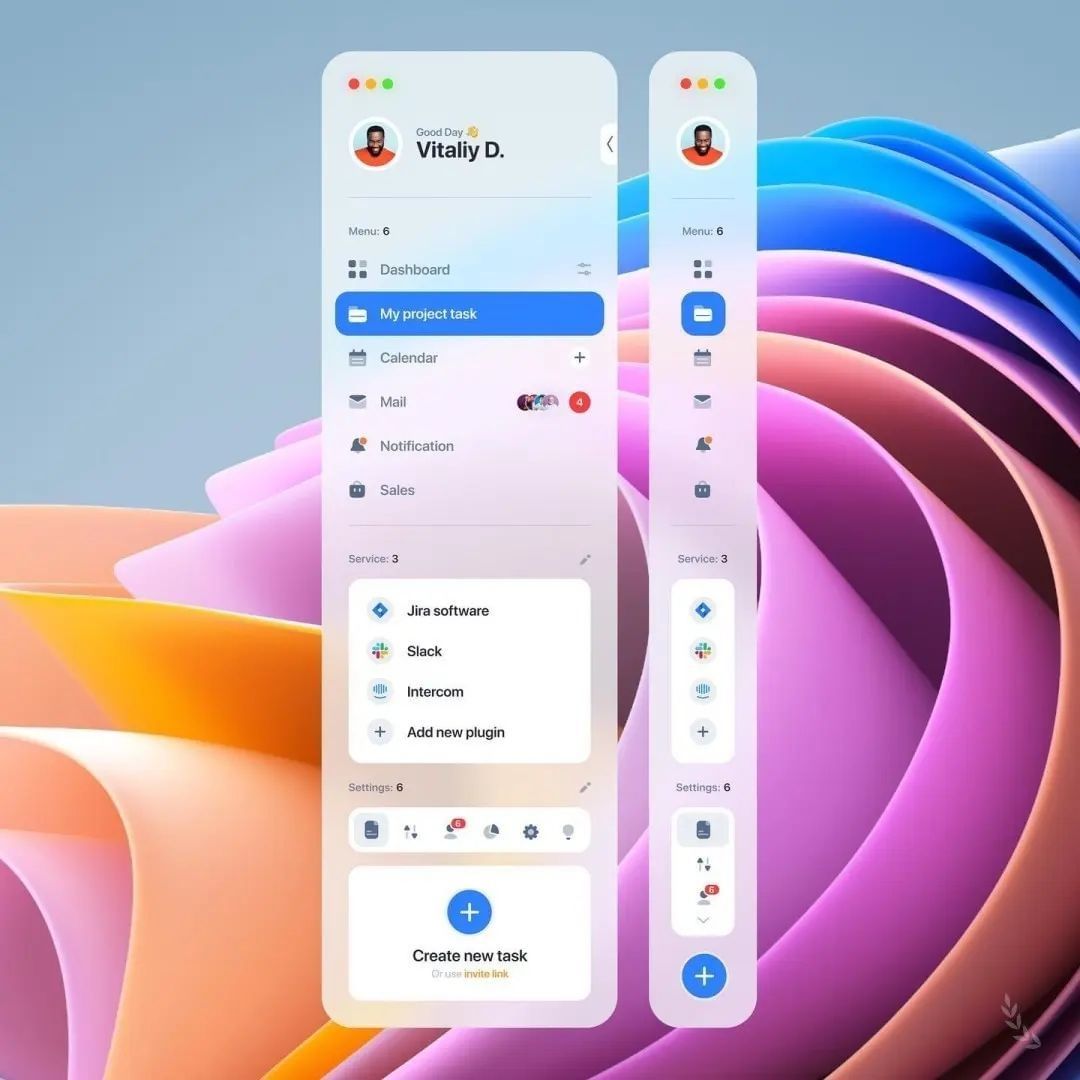 Good Day 👋
Vitaliy D.
Menu: 6
Dashboard
My project task
Calendar
Mail
4
Notification
Sales
Service: 3
Jira software
Slack
Intercom
Add new plugin
Settings: 6
6
Create new task
Or use invite link
Menu: 6
Service: 3
Settings: 6
6